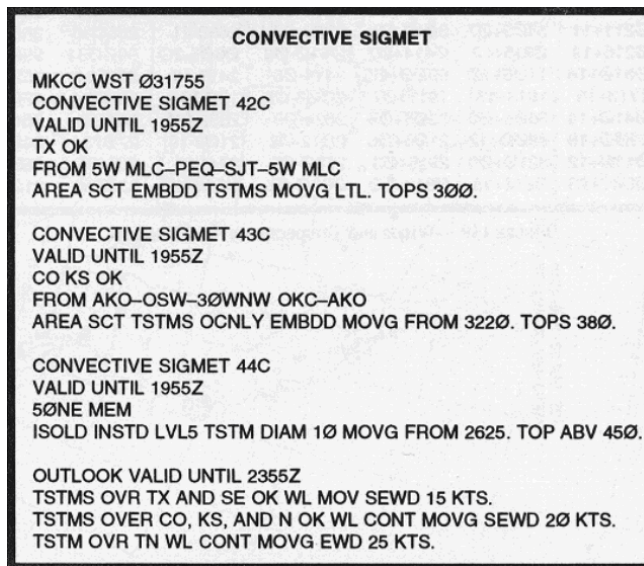 CONVECTIVE SIGMET
MKCC WST Ø31755
CONVECTIVE SIGMET 42C
VALID UNTIL 1955Z
TX OK
FROM 5W MLC–PEQ–SJT–5W MLC
AREA SCT EMBDD TSTMS MOVG LTL. TOPS 3ØØ.
CONVECTIVE SIGMET 43C
VALID UNTIL 1955Z
CO KS OK
FROM AKO–OSW–3ØWNW OKC–AKO
AREA SCT TSTMS OCNLY EMBDD MOVG FROM 322Ø. TOPS 38Ø.
CONVECTIVE SIGMET 44C
VALID UNTIL 1955Z
5ØNE MEM
ISOLD INSTD LVL5 TSTM DIAM 1Ø MOVG FROM 2625. TOP ABV 45Ø.
OUTLOOK VALID UNTIL 2355Z
TSTMS OVR TX AND SE OK WL MOV SEWD 15 KTS.
TSTMS OVER CO, KS, AND N OK WL CONT MOVG SEWD 2Ø KTS.
TSTM OVR TN WL CONT MOVG EWD 25 KTS.